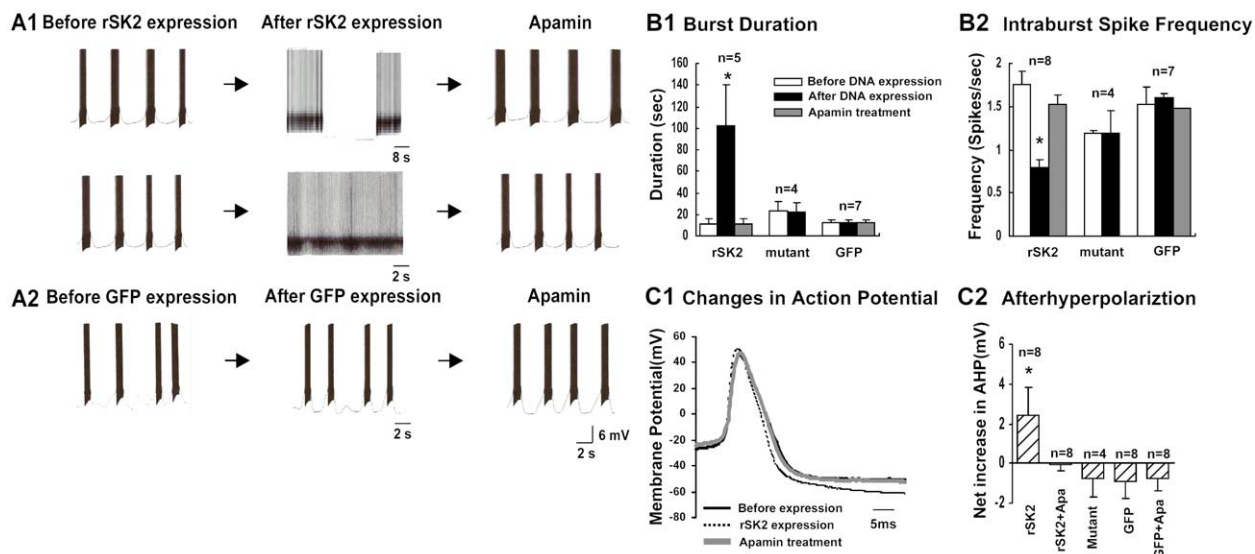 A1 Before rSK2 expression
After rSK2 expression
Apamin
8 s
2 s
A2 Before GFP expression
After GFP expression
Apamin
2 s
6 mV
2 s
B1 Burst Duration
Duration (sec)
160
140
120
100
80
60
40
20
0
n=5
*
n=4
n=7
Before DNA expression
After DNA expression
Apamin treatment
rSK2 mutant GFP
B2 Intraburst Spike Frequency
Frequency (Spikes/sec)
2
1.5
1
0.5
0
n=8
*
n=4
n=7
rSK2 mutant GFP
C1 Changes in Action Potential
Membrane Potential(mV)
60
40
20
0
-20
-40
-60
-80
Before expression
rSK2 expression
Apamin treatment
5ms
C2 Afterhyperpolariztion
Net increase in AHP(mV)
6
4
2
0
-2
n=8
*
n=8 n=4 n=8 n=8
rSK2
rSK2+Apa
Mutant
GFP
GFP+Apa